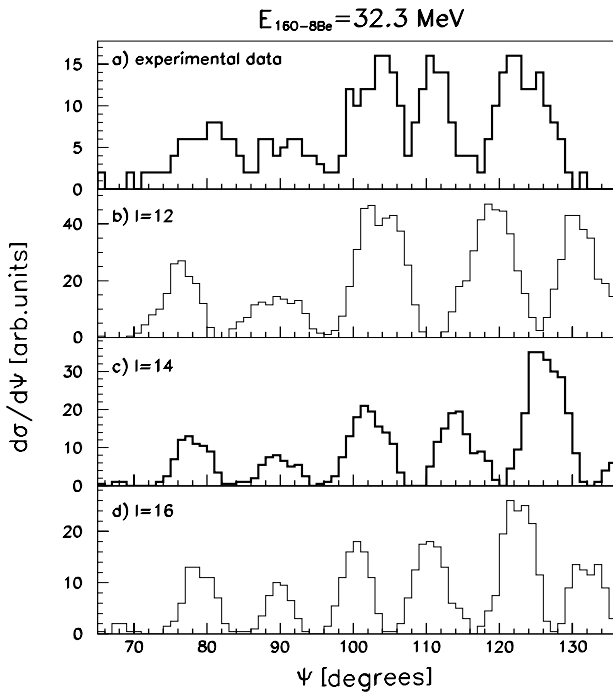 E16O-8Be=32.3 MeV
a) experimental data
15
10
5
0
b) l=12
40
20
0
c) l=14
30
20
10
0
d) l=16
20
10
0
70 80 90 100 110 120 130
dσ/dΨ [arb.units]
Ψ [degrees]